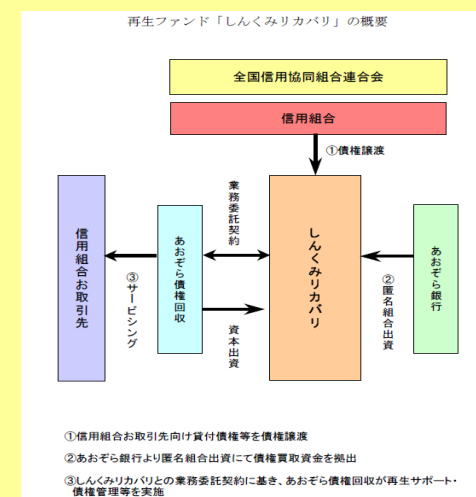 再生ファンド「しんくみリカバリ」の概要
全国信用協同組合連合会
信用組合
①債権譲渡
信用組合お取引先
③サービシング
あおぞら債権回収
業務委託契約
資本出資
しんくみリカバリ
②匿名組合出資
あおぞら銀行
①信用組合お取引先向け貸付債権等を債権譲渡
②あおぞら銀行より匿名組合出資にて債権買取資金を拠出
③しんくみリカバリとの業務委託契約に基き、あおぞら債権回収が再生サポート・
債権管理等を実施